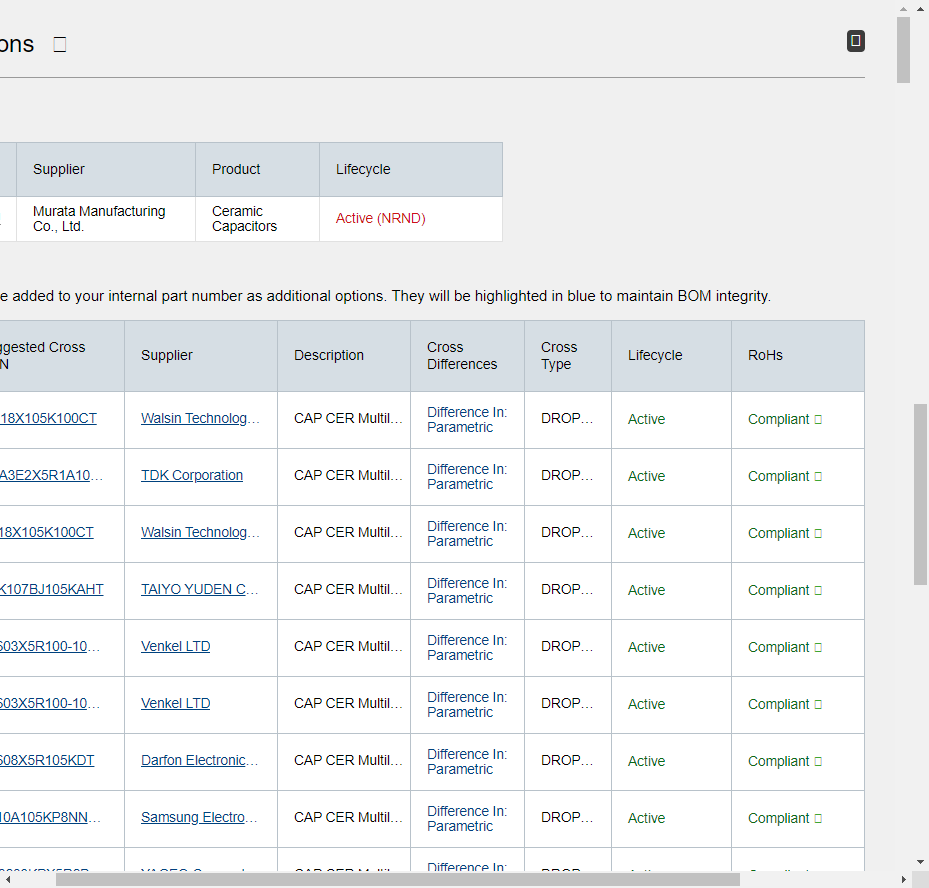 ons
Supplier Product Lifecycle
Murata Manufacturing Co., Ltd. Ceramic Capacitors Active (NRND)
e added to your internal part number as additional options. They will be highlighted in blue to maintain BOM integrity.
ggested Cross N Supplier Description Cross Differences Cross Type Lifecycle RoHs
18X105K100CT Walsin Technolog... CAP CER Multil... Difference In: Parametric DROP... Active Compliant
A3E2X5R1A10... TDK Corporation CAP CER Multil... Difference In: Parametric DROP... Active Compliant
18X105K100CT Walsin Technolog... CAP CER Multil... Difference In: Parametric DROP... Active Compliant
K107BJ105KAHT TAIYO YUDEN C... CAP CER Multil... Difference In: Parametric DROP... Active Compliant
603X5R100-10... Venkel LTD CAP CER Multil... Difference In: Parametric DROP... Active Compliant
603X5R100-10... Venkel LTD CAP CER Multil... Difference In: Parametric DROP... Active Compliant
608X5R105KDT Darfon Electronic... CAP CER Multil... Difference In: Parametric DROP... Active Compliant
10A105KP8NN... Samsung Electro... CAP CER Multil... Difference In: Parametric DROP... Active Compliant
Difference In: